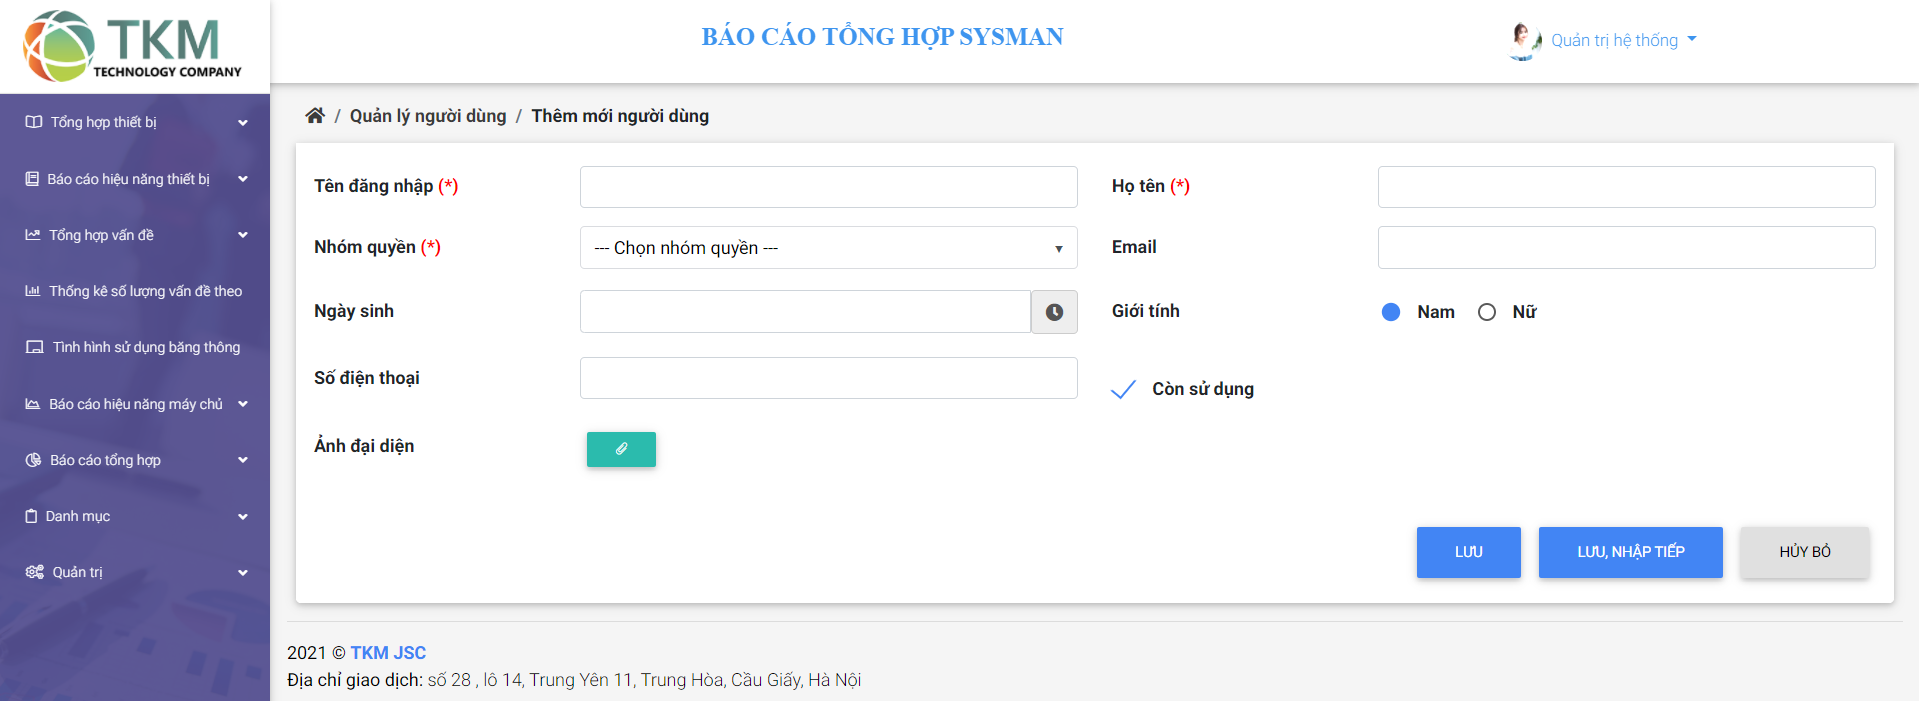 TKM
TECHNOLOGY COMPANY
BÁO CÁO TỔNG HỢP SYSMAN
Quản trị hệ thống
Tổng hợp thiết bị
Báo cáo hiệu năng thiết bị
Tổng hợp vấn đề
Thống kê số lượng vấn đề theo
Tình hình sử dụng băng thông
Báo cáo hiệu năng máy chủ
Báo cáo tổng hợp
Danh mục
Quản trị
/ Quản lý người dùng / Thêm mới người dùng
Tên đăng nhập (*)
Họ tên (*)
Nhóm quyền (*)
--- Chọn nhóm quyền ---
Email
Ngày sinh
Giới tính
Nam
Nữ
Số điện thoại
Còn sử dụng
Ảnh đại diện
LƯU
LƯU, NHẬP TIẾP
HỦY BỎ
2021 © TKM JSC
Địa chỉ giao dịch: số 28 , lô 14, Trung Yên 11, Trung Hòa, Cầu Giấy, Hà Nội